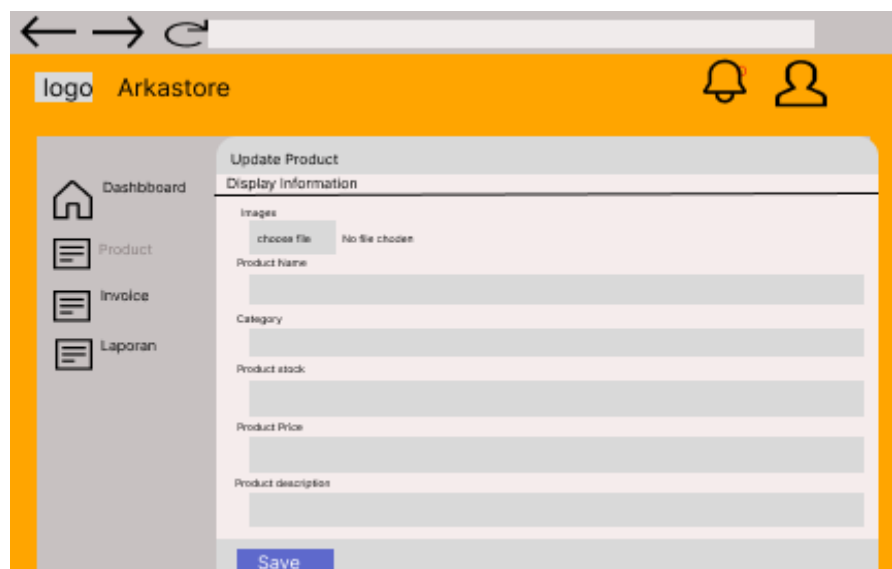 logo Arkastore
Update Product
Display Information
Dashbboard
Product
Invoice
Laporan
Images
choose file No file choden
Product Name
Category
Product stock
Product Price
Product description
Save